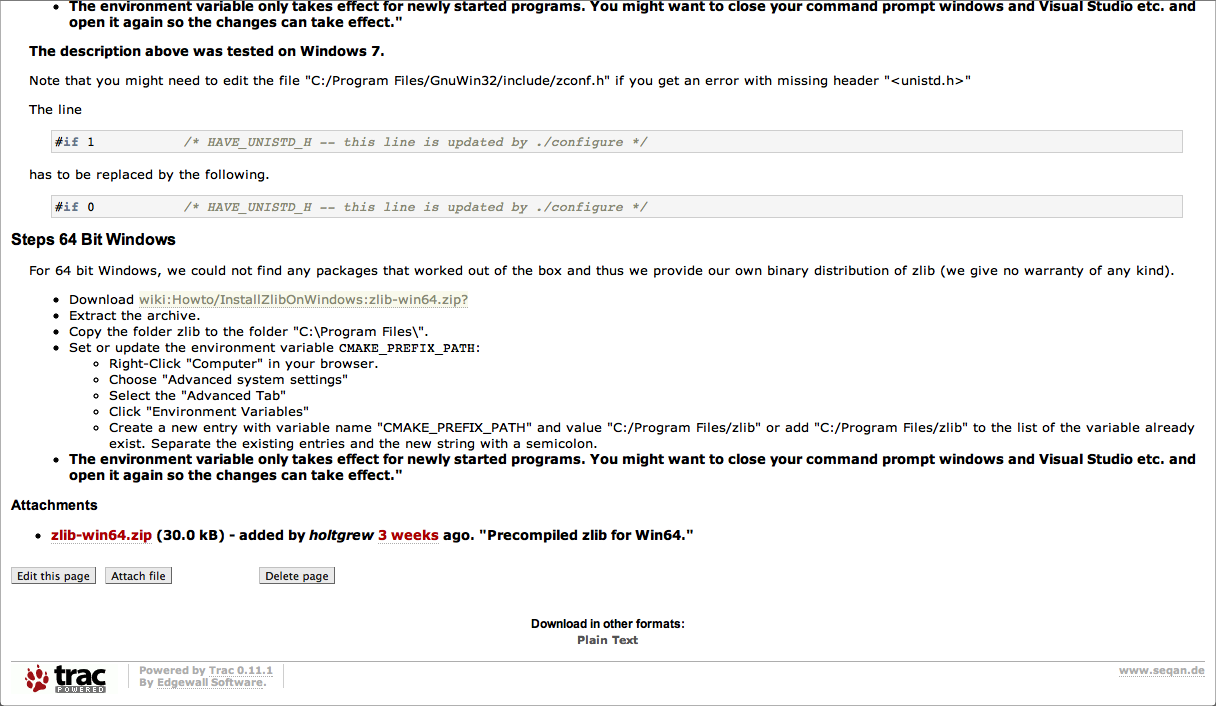 • The environment variable only takes effect for newly started programs. You might want to close your command prompt windows and Visual Studio etc. and
open it again so the changes can take effect."
The description above was tested on Windows 7.
Note that you might need to edit the file "C:/Program Files/GnuWin32/include/zconf.h" if you get an error with missing header "<unistd.h>"
The line
#if 1 /* HAVE_UNISTD_H -- this line is updated by ./configure */
has to be replaced by the following.
#if 0 /* HAVE_UNISTD_H -- this line is updated by ./configure */
Steps 64 Bit Windows
For 64 bit Windows, we could not find any packages that worked out of the box and thus we provide our own binary distribution of zlib (we give no warranty of any kind).
• Download wiki:Howto/InstallZlibOnWindows:zlib-win64.zip?
• Extract the archive.
• Copy the folder zlib to the folder "C:\Program Files\".
• Set or update the environment variable CMAKE_PREFIX_PATH:
◦ Right-Click "Computer" in your browser.
◦ Choose "Advanced system settings"
◦ Select the "Advanced Tab"
◦ Click "Environment Variables"
◦ Create a new entry with variable name "CMAKE_PREFIX_PATH" and value "C:/Program Files/zlib" or add "C:/Program Files/zlib" to the list of the variable already
exist. Separate the existing entries and the new string with a semicolon.
• The environment variable only takes effect for newly started programs. You might want to close your command prompt windows and Visual Studio etc. and
open it again so the changes can take effect."
Attachments
• zlib-win64.zip (30.0 kB) - added by holtgrew 3 weeks ago. "Precompiled zlib for Win64."
Edit this page Attach file Delete page
Download in other formats:
Plain Text
trac POWERED
Powered by Trac 0.11.1
By Edgewall Software.
www.seqan.de